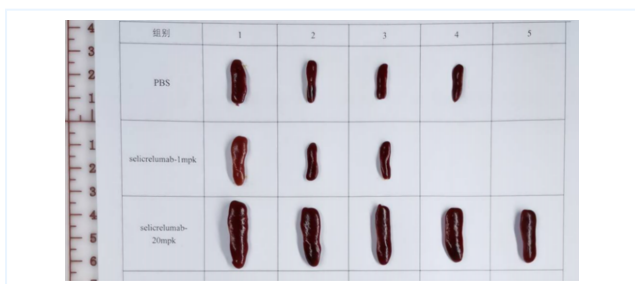 组别 1 2 3 4 5
PBS
selicrelumab-1mpk
selicrelumab-
20mpk
4
3
2
1
1
2
3
4
5
6